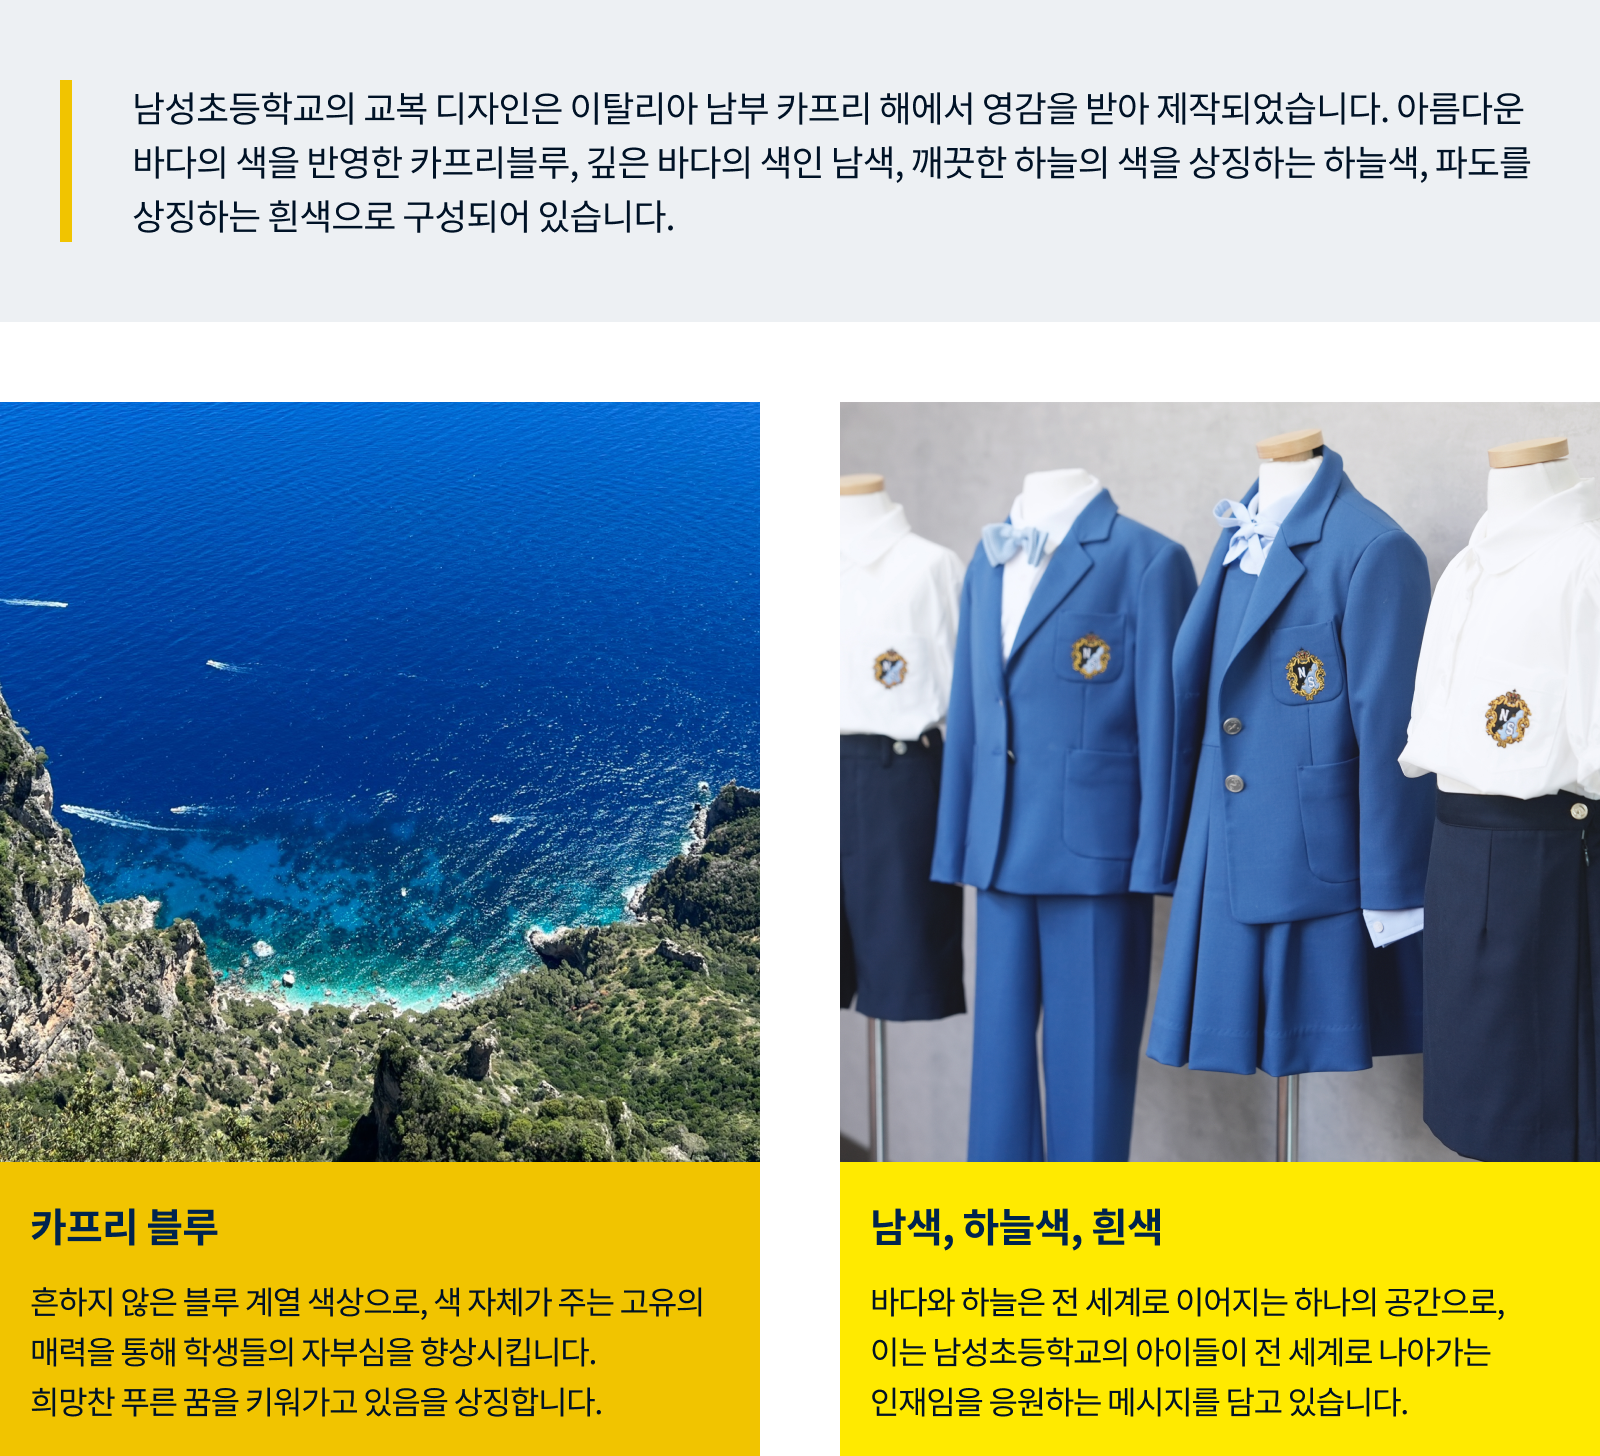 남성초등학교의 교복 디자인은 이탈리아 남부 카프리 해에서 영감을 받아 제작되었습니다. 아름다운
바다의 색을 반영한 카프리블루, 깊은 바다의 색인 남색, 깨끗한 하늘의 색을 상징하는 하늘색, 파도를
상징하는 흰색으로 구성되어 있습니다.
N S
N S
N S
N S
카프리 블루
흔하지 않은 블루 계열 색상으로, 색 자체가 주는 고유의
매력을 통해 학생들의 자부심을 향상시킵니다.
희망찬 푸른 꿈을 키워가고 있음을 상징합니다.
남색, 하늘색, 흰색
바다와 하늘은 전 세계로 이어지는 하나의 공간으로,
이는 남성초등학교의 아이들이 전 세계로 나아가는
인재임을 응원하는 메시지를 담고 있습니다.